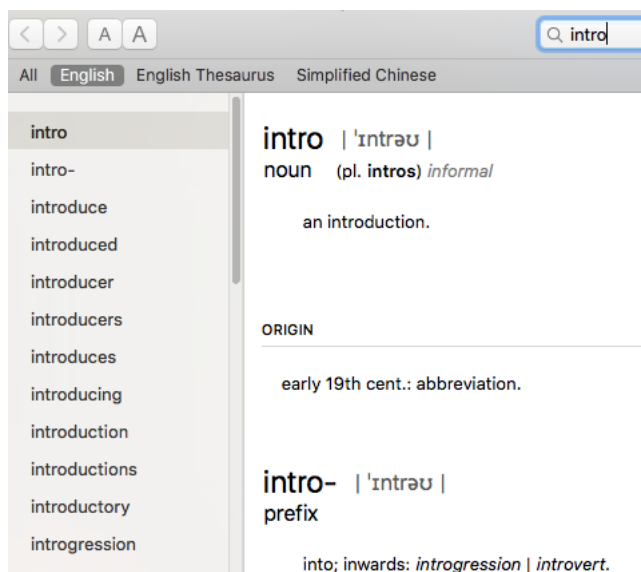 A A
intro
All English English Thesaurus Simplified Chinese
intro
intro-
introduce
introduced
introducer
introducers
introduces
introducing
introduction
introductions
introductory
introgression
intro | ˈɪntrəʊ |
noun (pl. intros) informal
an introduction.
ORIGIN
early 19th cent.: abbreviation.
intro- | ˈɪntrəʊ |
prefix
into; inwards: introgression | introvert.